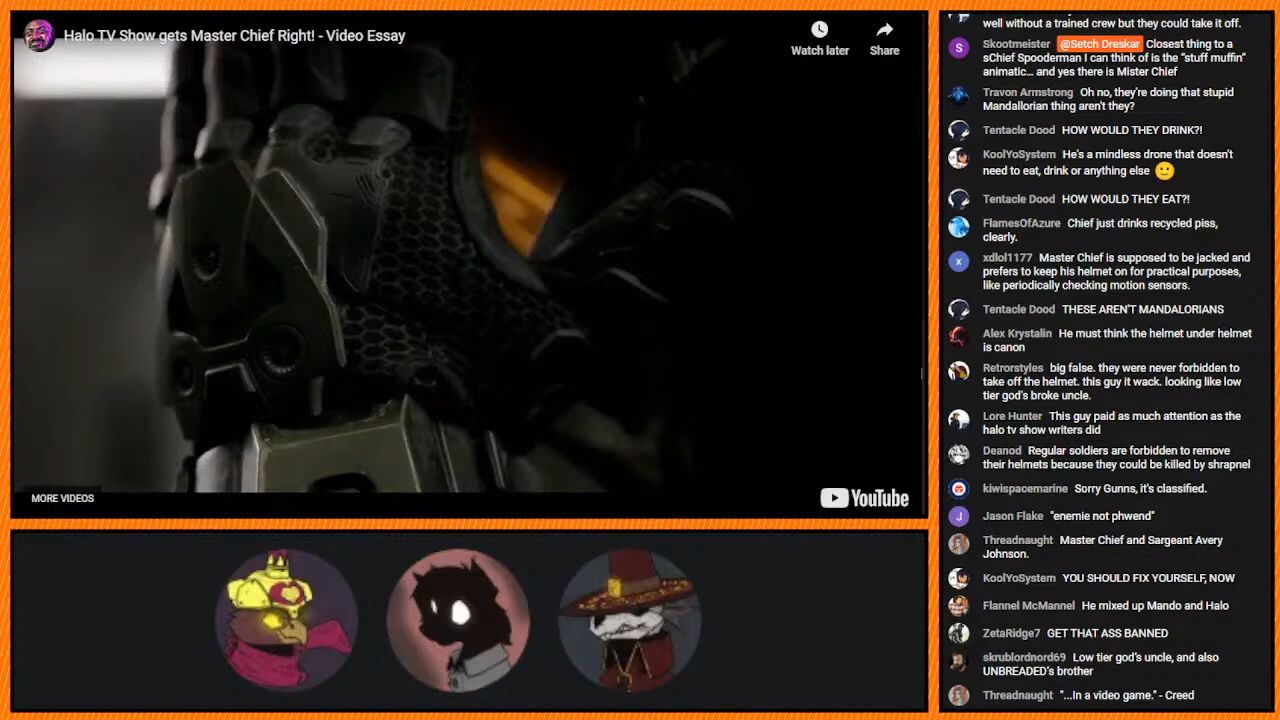 Halo TV Show gets Master Chief Right! - Video Essay
Watch later
Share
MORE VIDEOS
YouTube
well without a trained crew but they could take it off.
S
Skootmeister @Setch Dreskar Closest thing to a
sChief Spooderman I can think of is the "stuff muffin"
animatic… and yes there is Mister Chief
Travon Armstrong Oh no, they're doing that stupid
Mandallorian thing aren't they?
Tentacle Dood HOW WOULD THEY DRINK?!
KoolYoSystem He's a mindless drone that doesn't
need to eat, drink or anything else
Tentacle Dood HOW WOULD THEY EAT?!
FlamesOfAzure Chief just drinks recycled piss,
clearly.
x
xdlol1177 Master Chief is supposed to be jacked and
prefers to keep his helmet on for practical purposes,
like periodically checking motion sensors.
Tentacle Dood THESE AREN'T MANDALORIANS
Alex Krystalin He must think the helmet under helmet
is canon
Retrorstyles big false. they were never forbidden to
take off the helmet. this guy it wack. looking like low
tier god's broke uncle.
Lore Hunter This guy paid as much attention as the
halo tv show writers did
Deanod Regular soldiers are forbidden to remove
their helmets because they could be killed by shrapnel
kiwispacemarine Sorry Gunns, it's classified.
J
Jason Flake "enemie not phwend"
Threadnaught Master Chief and Sargeant Avery
Johnson.
KoolYoSystem YOU SHOULD FIX YOURSELF, NOW
Flannel McMannel He mixed up Mando and Halo
ZetaRidge7 GET THAT ASS BANNED
skrublordnord69 Low tier god's uncle, and also
UNBREADED's brother
Threadnaught "...In a video game." - Creed